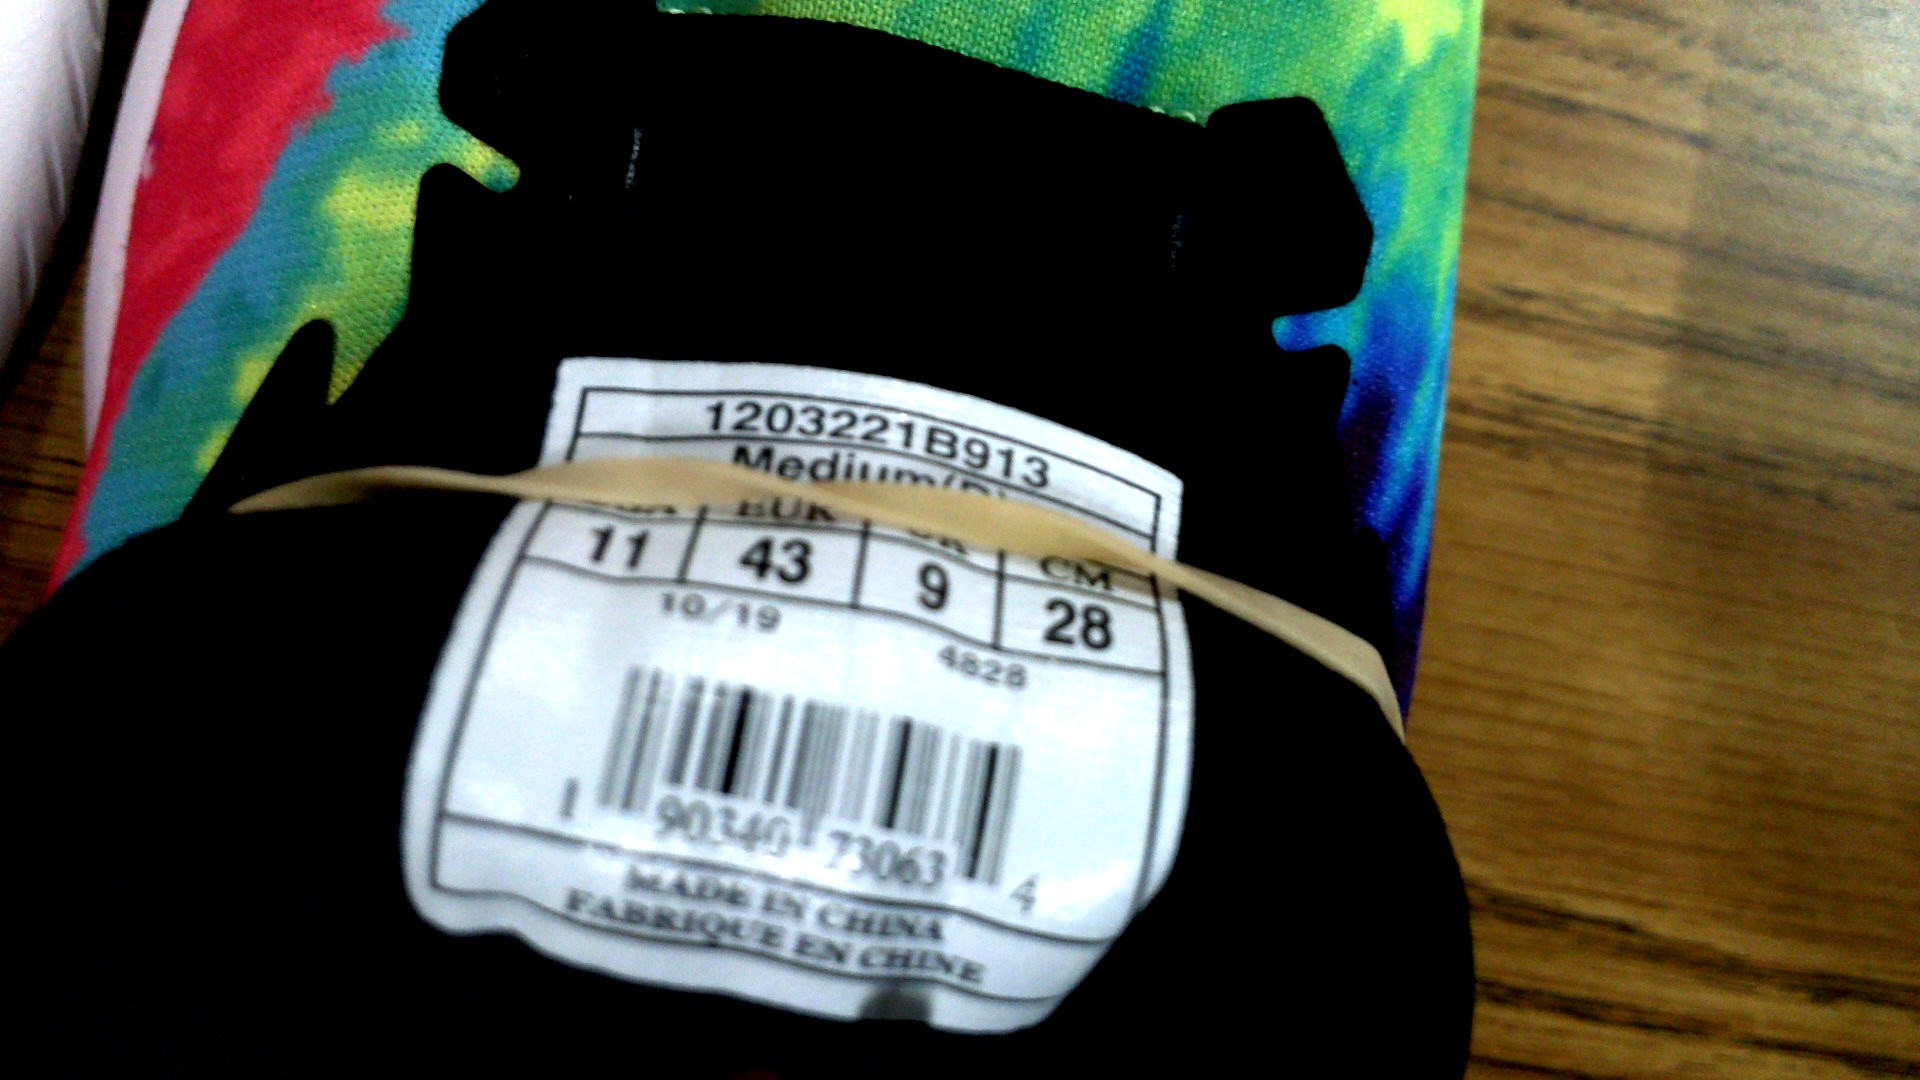 1203221B913
Medium(D)
EUR CM
11 43 9 28
10/19
4828
1 90340 73063 4
MADE IN CHINA
FABRIQUE EN CHINE